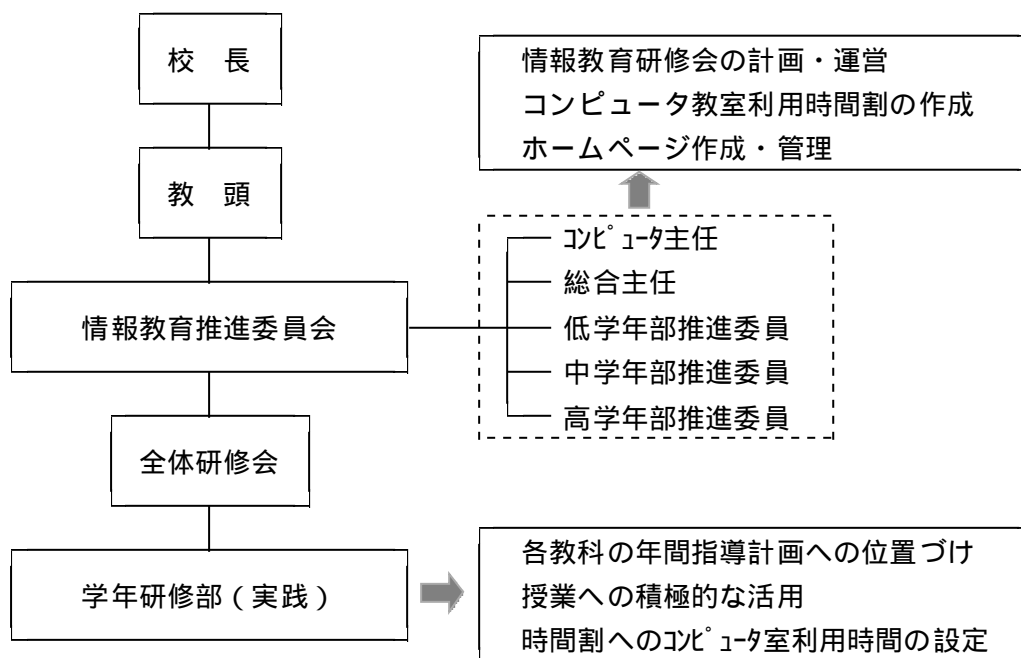 校　長
教　頭
情報教育推進委員会
全体研修会
学年研修部（実践）
情報教育研修会の計画・運営
コンピュータ教室利用時間割の作成
ホームページ作成・管理
ｺﾝﾋﾟｭｰﾀ主任
総合主任
低学年部推進委員
中学年部推進委員
高学年部推進委員
各教科の年間指導計画への位置づけ
授業への積極的な活用
時間割へのｺﾝﾋﾟｭｰﾀ室利用時間の設定